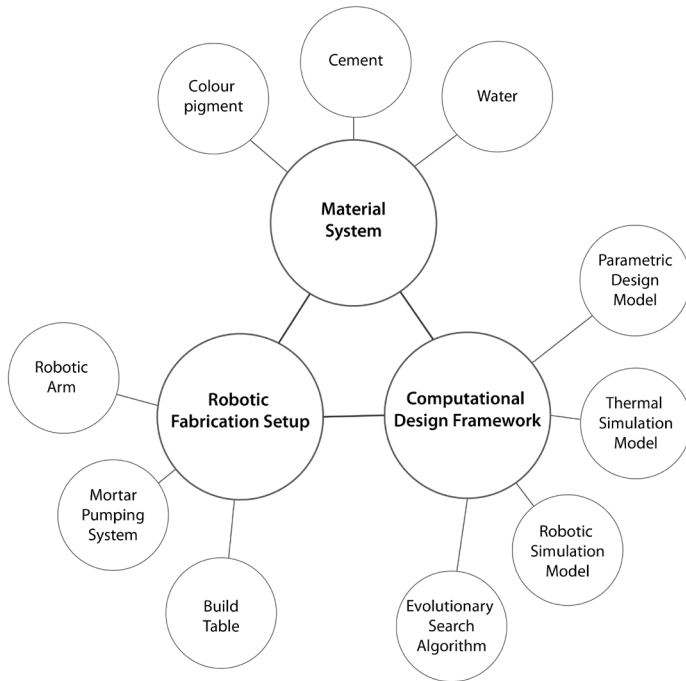 Cement
Colour
pigment
Water
Material
System
Parametric
Design
Model
Robotic
Arm
Robotic
Fabrication Setup
Computational
Design Framework
Thermal
Simulation
Model
Mortar
Pumping
System
Robotic
Simulation
Model
Build
Table
Evolutionary
Search
Algorithm